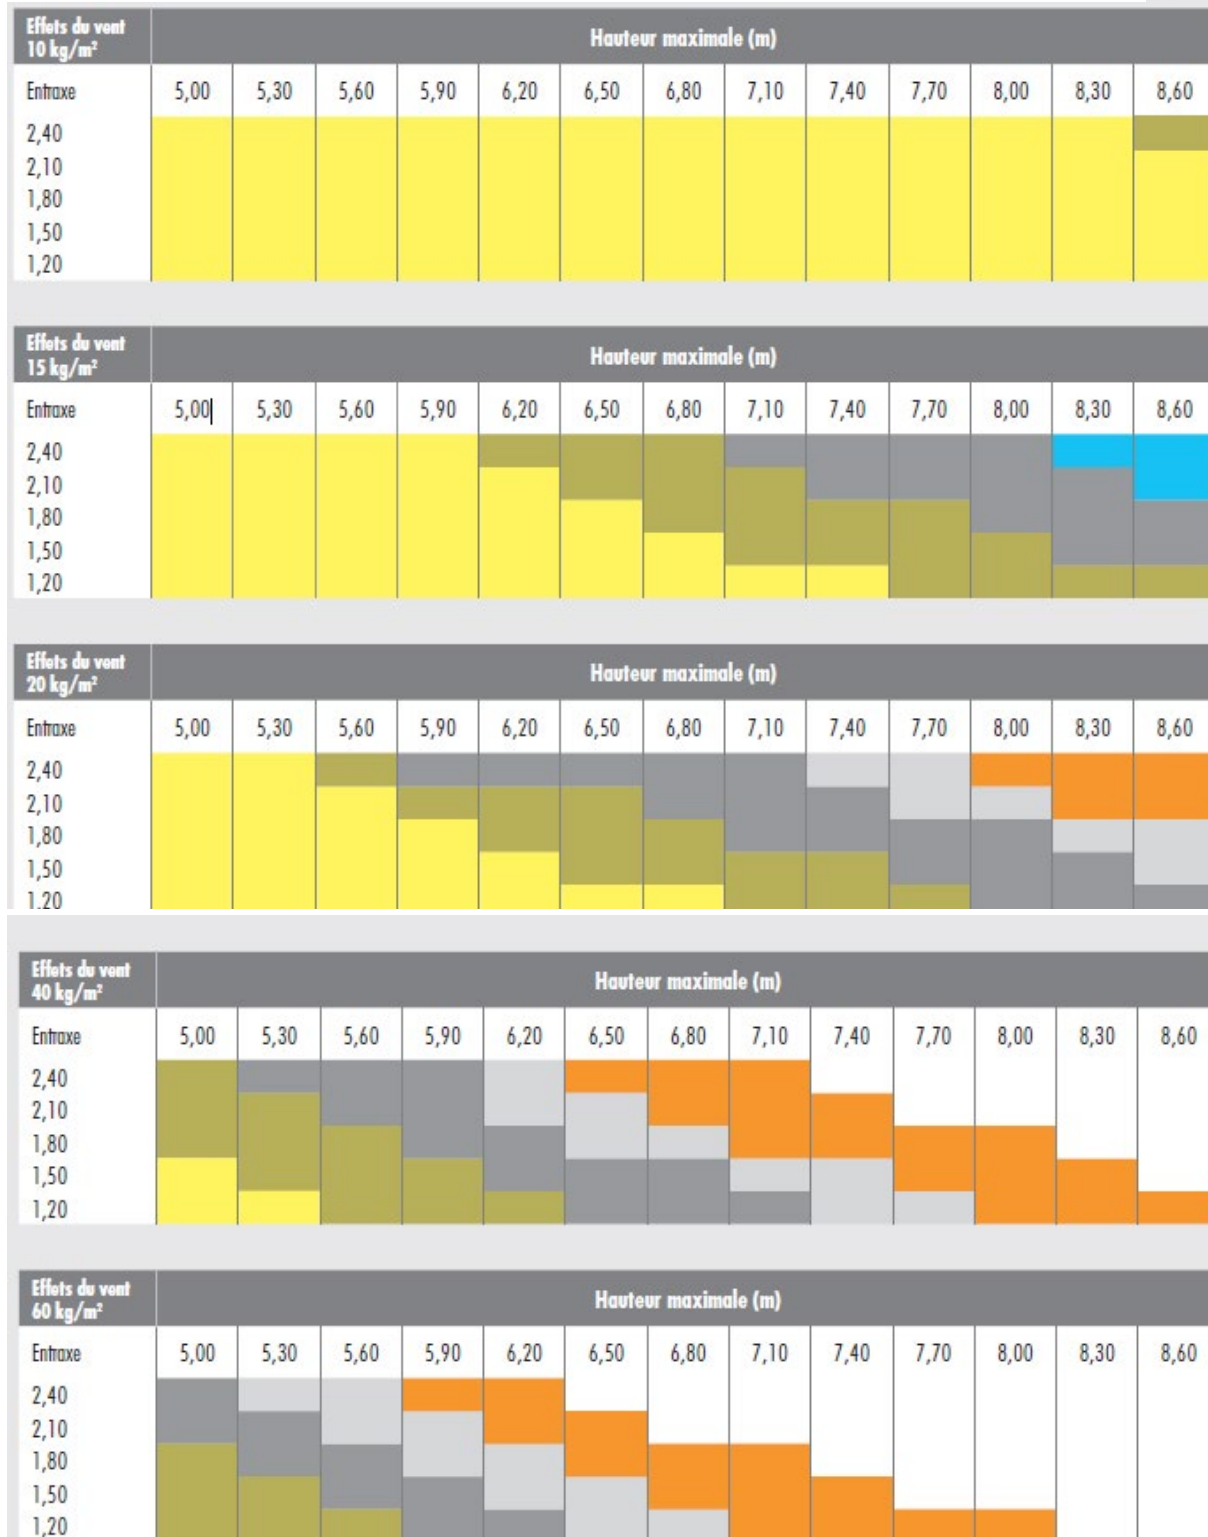 Effets du vent
10 kg/m²
Hauteur maximale (m)
Entraxe 5,00 5,30 5,60 5,90 6,20 6,50 6,80 7,10 7,40 7,70 8,00 8,30 8,60
2,40
2,10
1,80
1,50
1,20
Effets du vent
15 kg/m²
Hauteur maximale (m)
Entraxe 5,00 5,30 5,60 5,90 6,20 6,50 6,80 7,10 7,40 7,70 8,00 8,30 8,60
2,40
2,10
1,80
1,50
1,20
Effets du vent
20 kg/m²
Hauteur maximale (m)
Entraxe 5,00 5,30 5,60 5,90 6,20 6,50 6,80 7,10 7,40 7,70 8,00 8,30 8,60
2,40
2,10
1,80
1,50
1,20
Effets du vent
40 kg/m²
Hauteur maximale (m)
Entraxe 5,00 5,30 5,60 5,90 6,20 6,50 6,80 7,10 7,40 7,70 8,00 8,30 8,60
2,40
2,10
1,80
1,50
1,20
Effets du vent
60 kg/m²
Hauteur maximale (m)
Entraxe 5,00 5,30 5,60 5,90 6,20 6,50 6,80 7,10 7,40 7,70 8,00 8,30 8,60
2,40
2,10
1,80
1,50
1,20